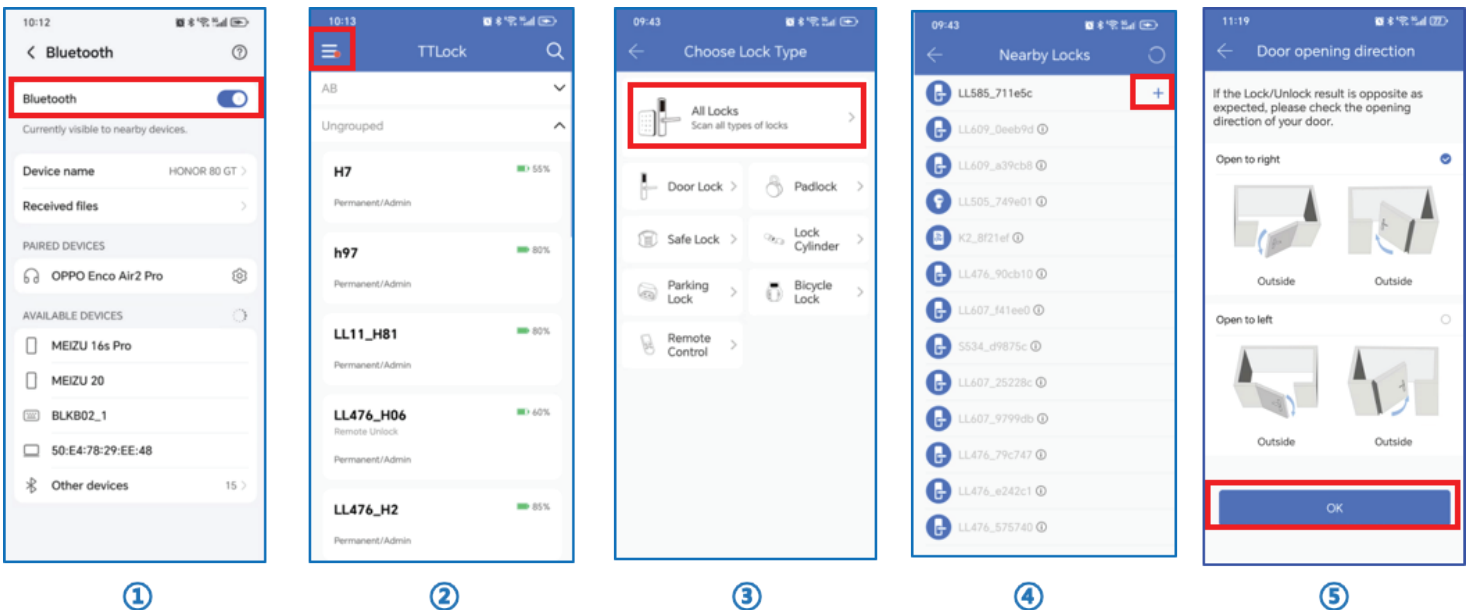 10:12
Bluetooth
Bluetooth
Currently visible to nearby devices.
Device name HONOR 80 GT
Received files
PAIRED DEVICES
OPPO Enco Air2 Pro
AVAILABLE DEVICES
MEIZU 16s Pro
MEIZU 20
BLKB02_1
50:E4:78:29:EE:48
Other devices 15
①
10:13
TTLock
AB
Ungrouped
H7 55%
Permanent/Admin
h97 80%
Permanent/Admin
LL11_H81 80%
Permanent/Admin
LL476_H06 60%
Remote Unlock
Permanent/Admin
LL476_H2 85%
Permanent/Admin
②
09:43
Choose Lock Type
All Locks
Scan all types of locks
Door Lock
Padlock
Safe Lock
Lock
Cylinder
Parking
Lock
Bicycle
Lock
Remote
Control
③
09:43
Nearby Locks
LL585_711e5c +
LL609_0eeb9d
LL609_a39cb8
LL505_749e01
K2_8f21ef
LL476_90cb10
LL607_f41ee0
S534_d9875c
LL607_25228c
LL607_9799db
LL476_79c747
LL476_e242c1
LL476_575740
④
11:19
Door opening direction
If the Lock/Unlock result is opposite as
expected, please check the opening
direction of your door.
Open to right
Outside Outside
Open to left
Outside Outside
OK
⑤